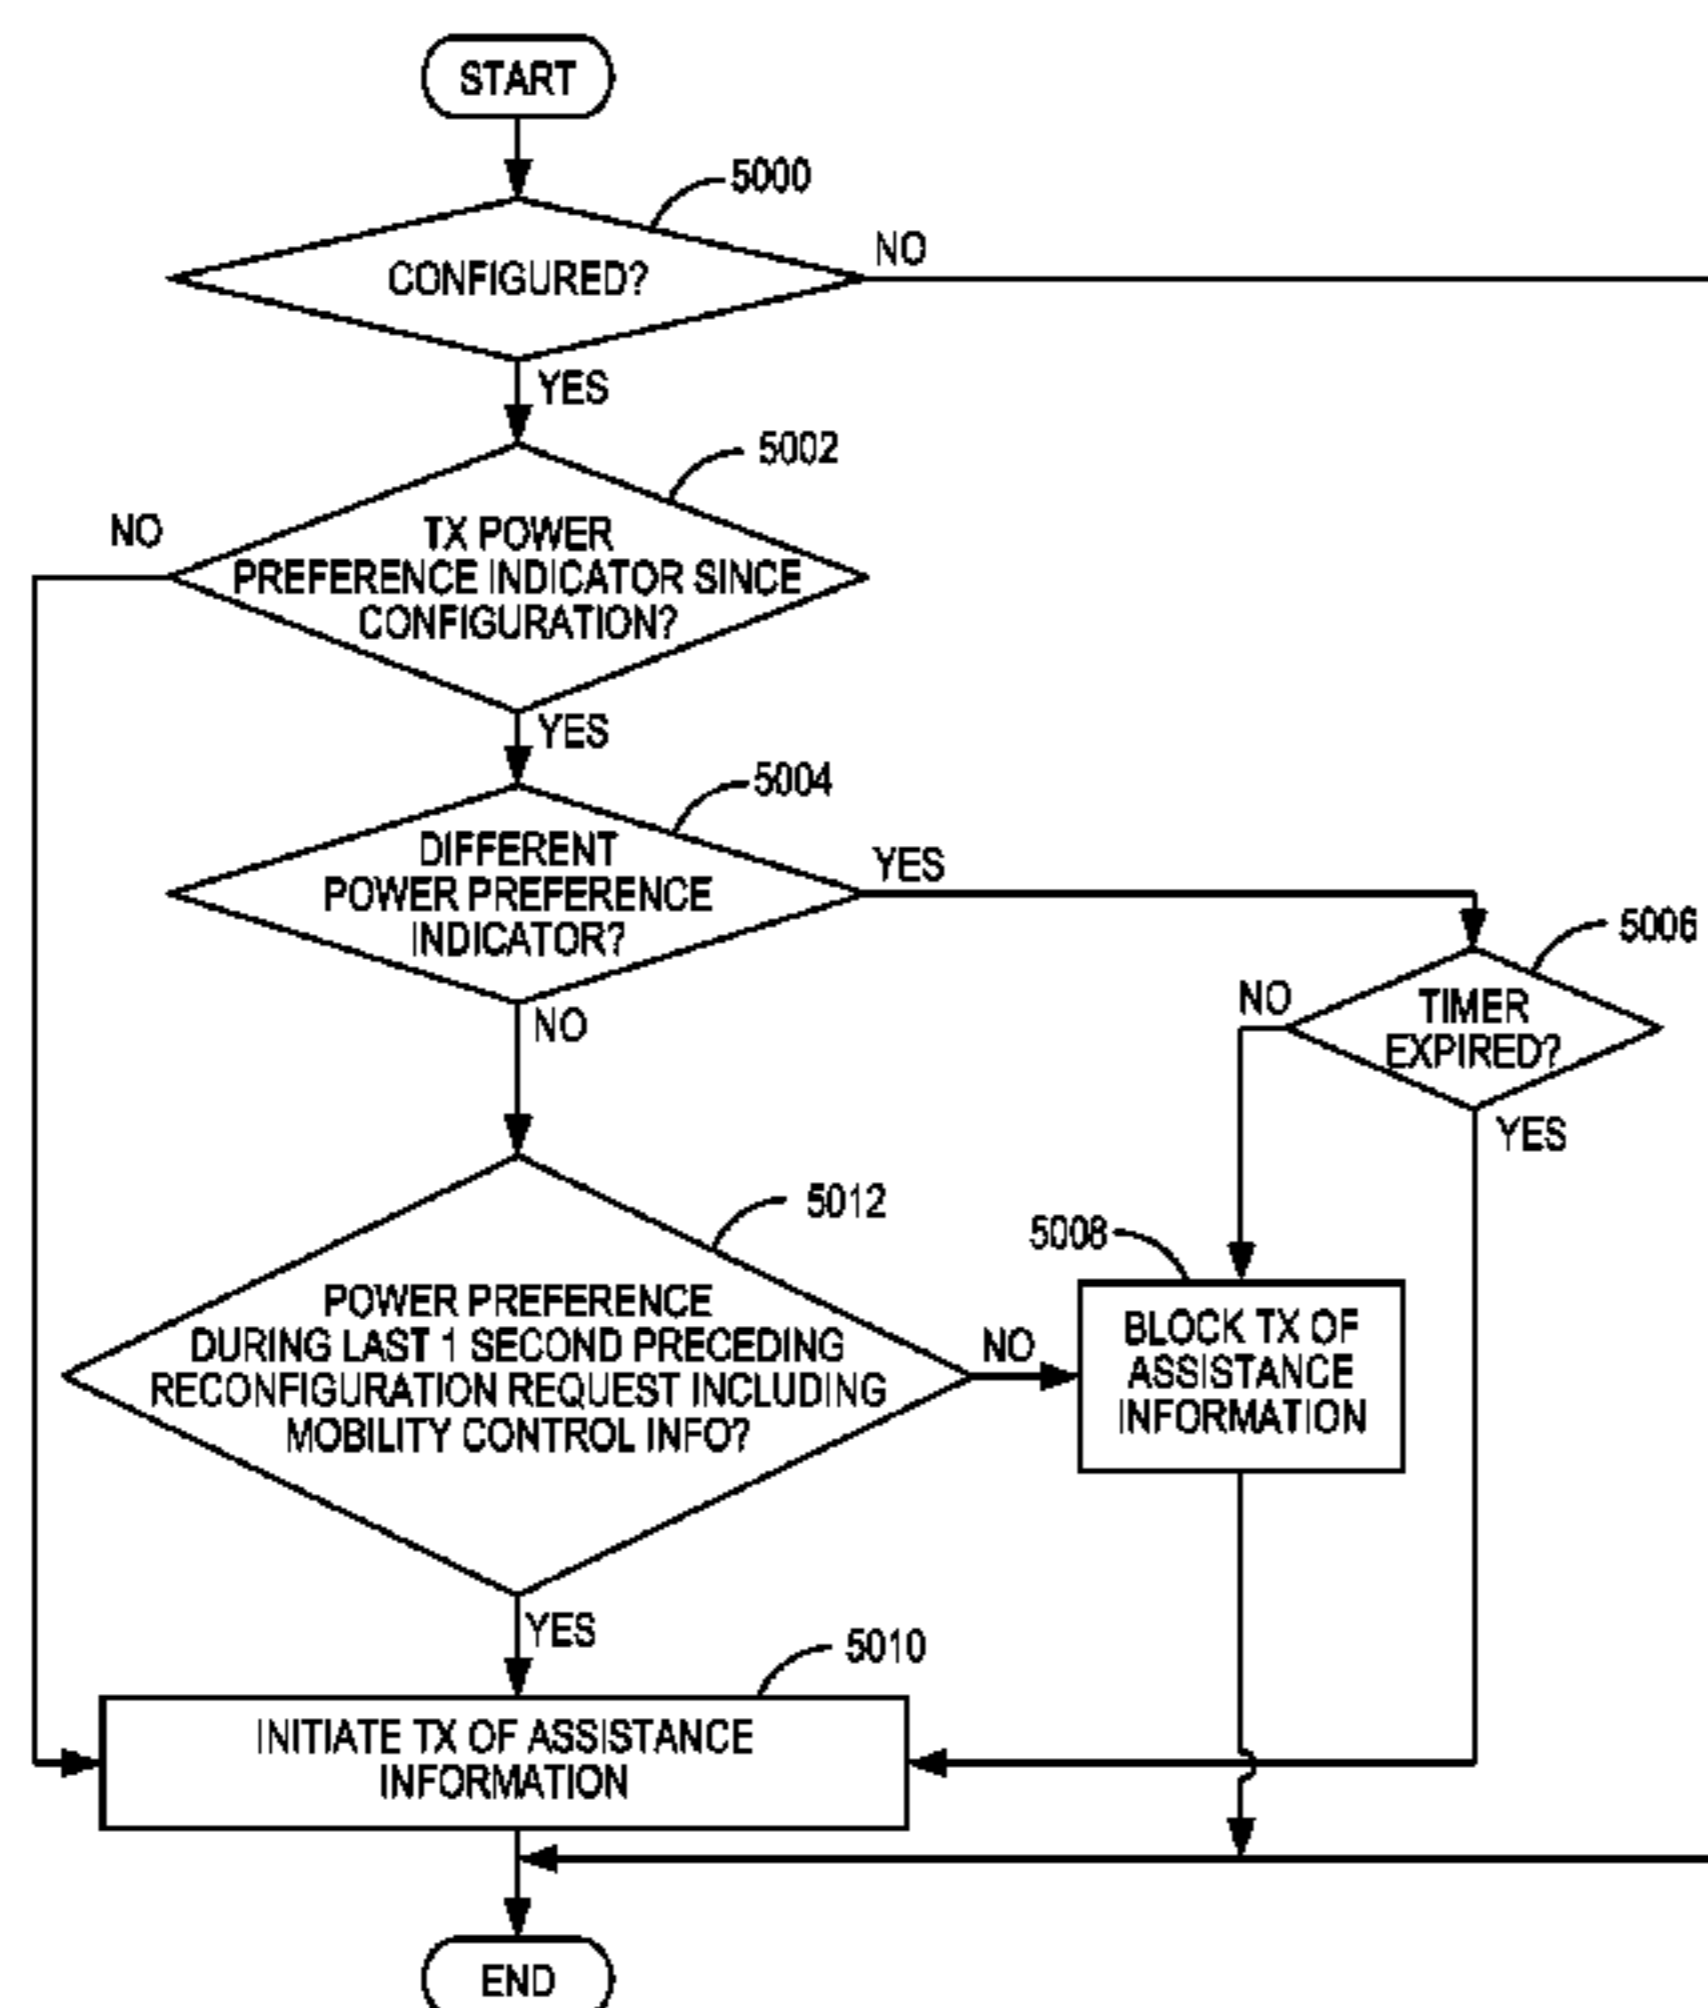 START
5000
CONFIGURED?
NO
YES
5002
NO
TX POWER
PREFERENCE INDICATOR SINCE
CONFIGURATION?
YES
5004
DIFFERENT
POWER PREFERENCE
INDICATOR?
YES
5006
NO
TIMER
EXPIRED?
NO
YES
5012
5008
POWER PREFERENCE
DURING LAST 1 SECOND PRECEDING
RECONFIGURATION REQUEST INCLUDING
MOBILITY CONTROL INFO?
NO
BLOCK TX OF
ASSISTANCE
INFORMATION
YES
5010
INITIATE TX OF ASSISTANCE
INFORMATION
END